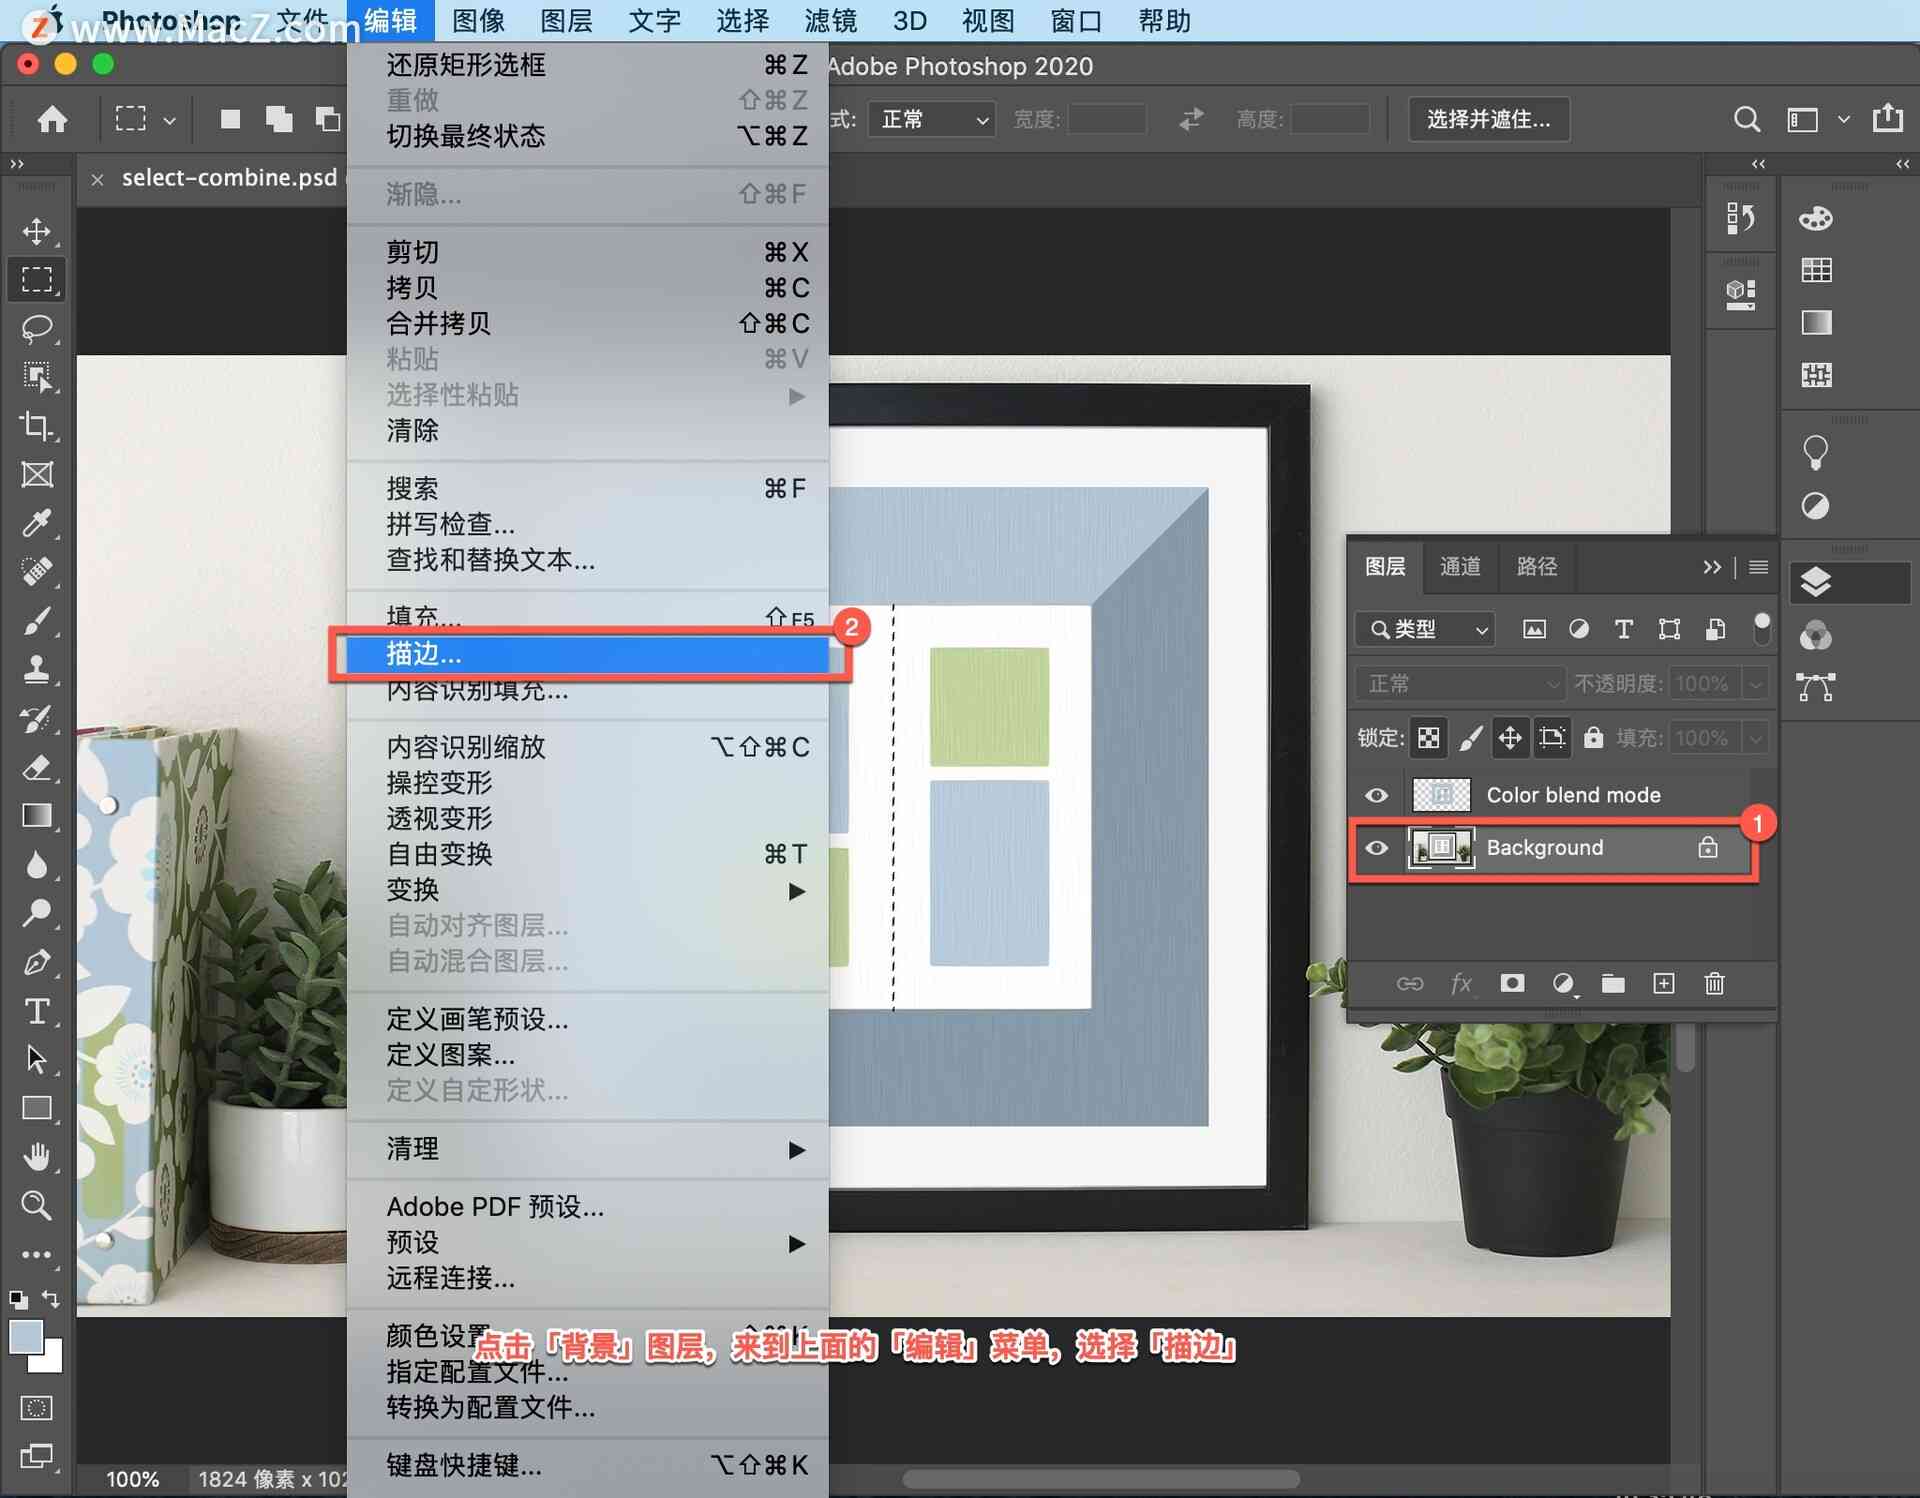 Photoshop 文件 编辑 图像 图层 文字 选择 滤镜 3D 视图 窗口 帮助
www.MacZ.com
Adobe Photoshop 2020
式: 正常 宽度: 高度: 选择并遮住...
select-combine.psd
还原矩形选框 ⌘Z
重做 ⇧⌘Z
切换最终状态 ⌥⌘Z
渐隐... ⇧⌘F
剪切 ⌘X
拷贝 ⌘C
合并拷贝 ⇧⌘C
粘贴 ⌘V
选择性粘贴
清除
搜索 ⌘F
拼写检查...
查找和替换文本...
填充... ⇧F5
描边...
2
内容识别填充...
内容识别缩放 ⌥⇧⌘C
操控变形
透视变形
自由变换 ⌘T
变换
自动对齐图层...
自动混合图层...
定义画笔预设...
定义图案...
定义自定形状...
清理
Adobe PDF 预设...
预设
远程连接...
颜色设置 ⇧⌘K
指定配置文件...
转换为配置文件...
键盘快捷键... ⌥⇧⌘K
点击「背景」图层，来到上面的「编辑」菜单，选择「描边」
图层 通道 路径
类型
正常 不透明度: 100%
锁定: 填充: 100%
Color blend mode
1
Background
fx
100% 1824 像素 x 102